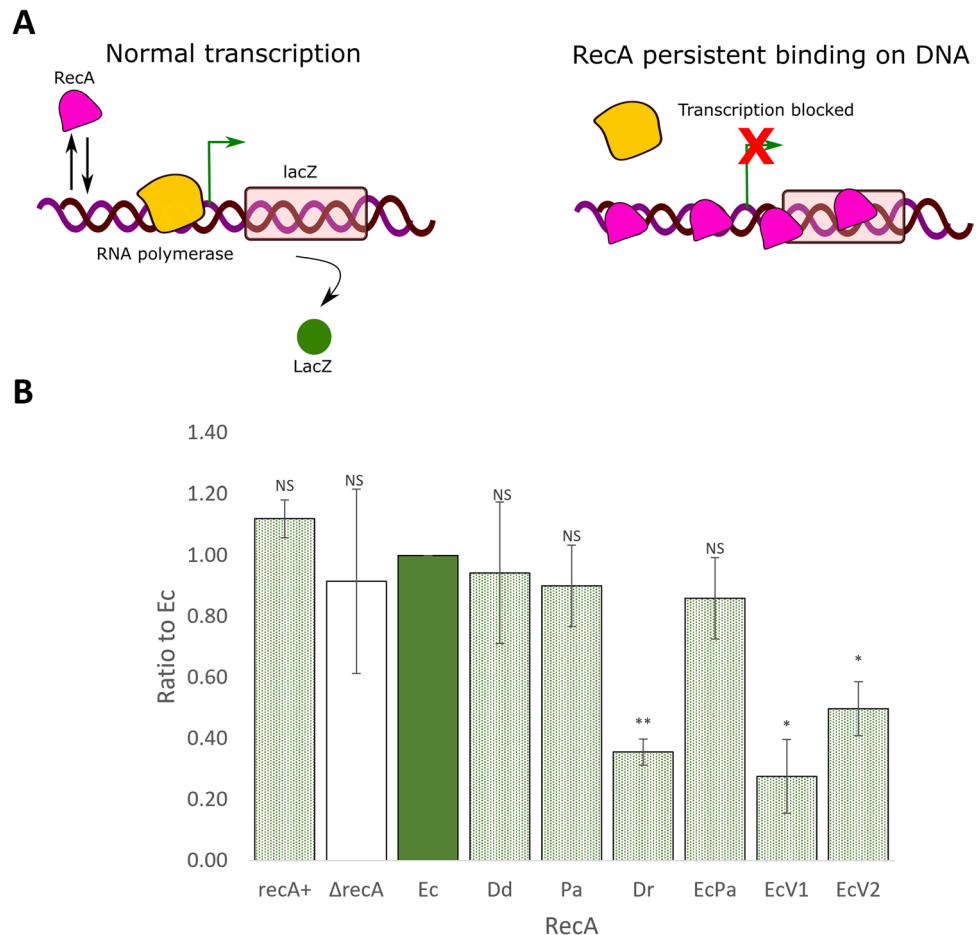 A
Normal transcription
RecA persistent binding on DNA
RecA
Transcription blocked
X
lacZ
RNA polymerase
LacZ
B
1.40
1.20
1.00
0.80
0.60
0.40
0.20
0.00
Ratio to Ec
NS
NS
NS
NS
**
NS
*
*
recA+ ΔrecA Ec Dd Pa Dr EcPa EcV1 EcV2
RecA